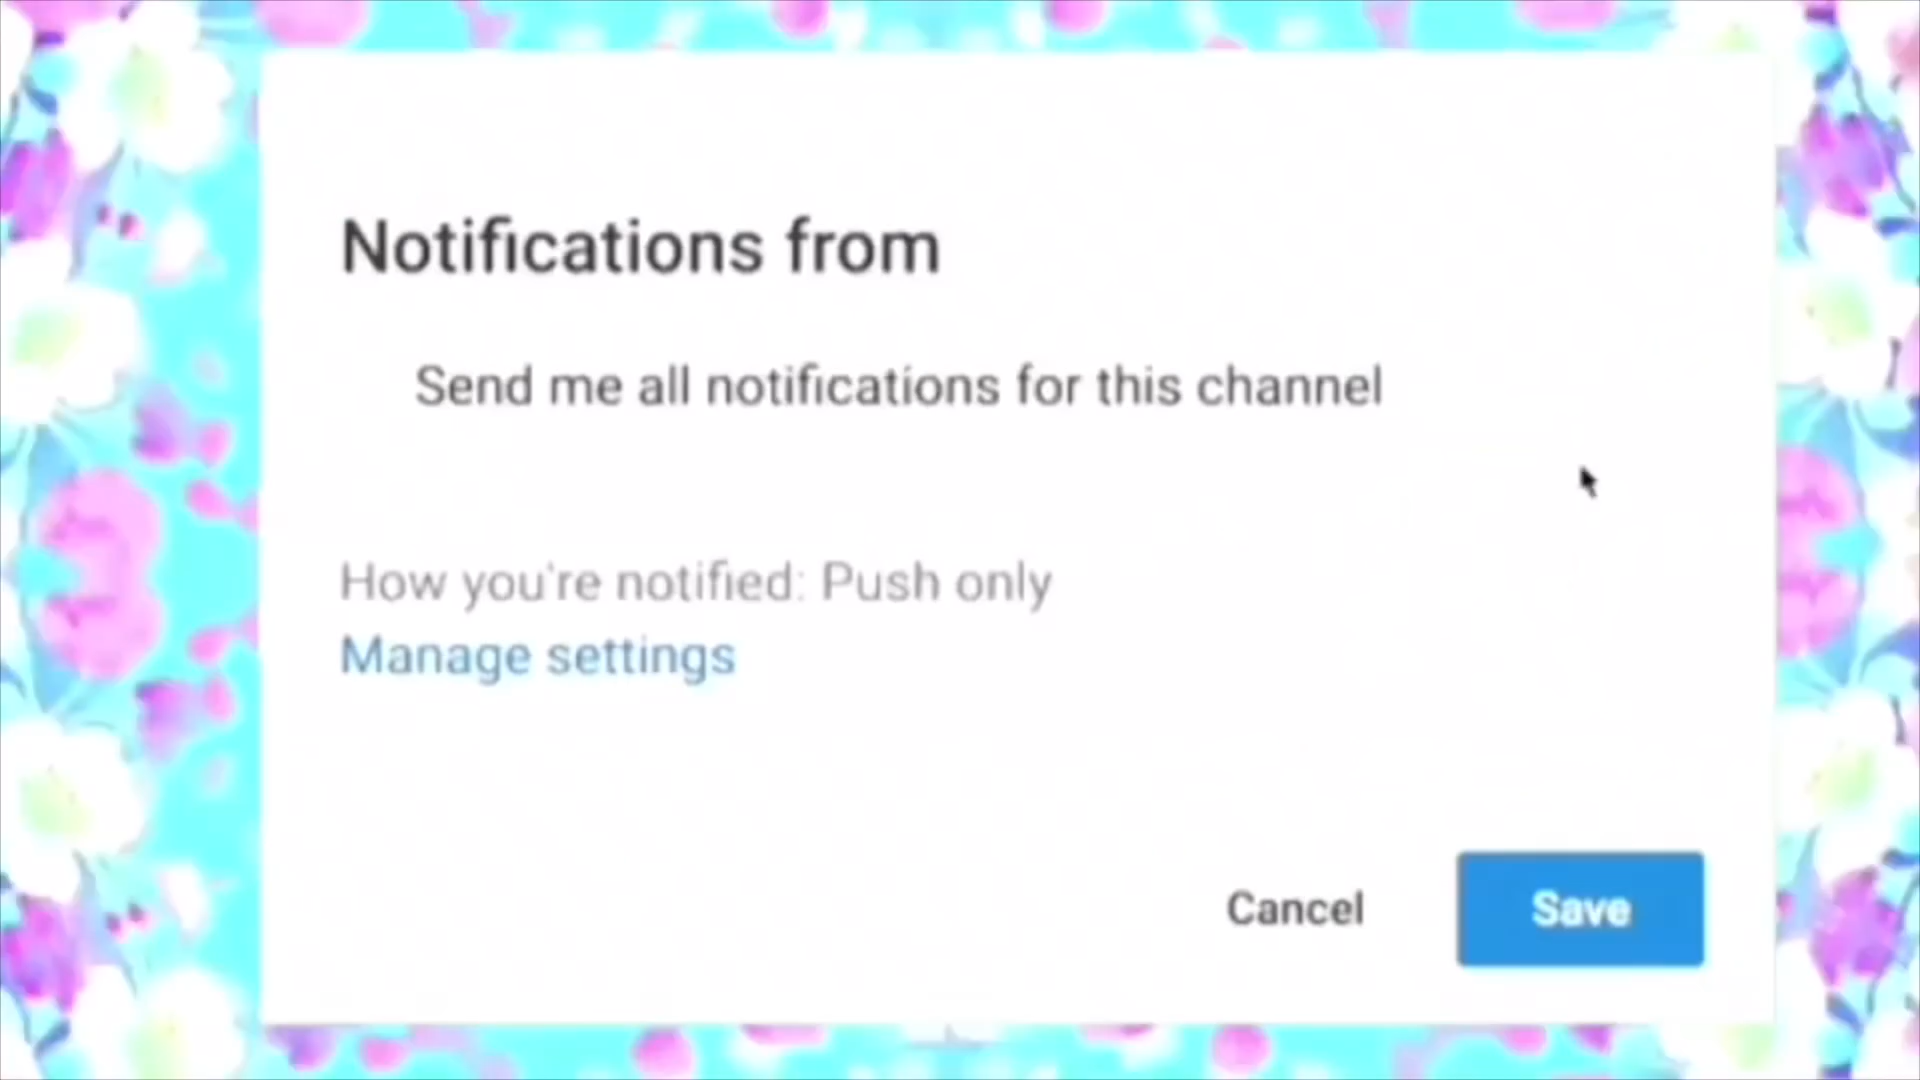 Notifications from
Send me all notifications for this channel
How you're notified: Push only
Manage settings
Cancel
Save